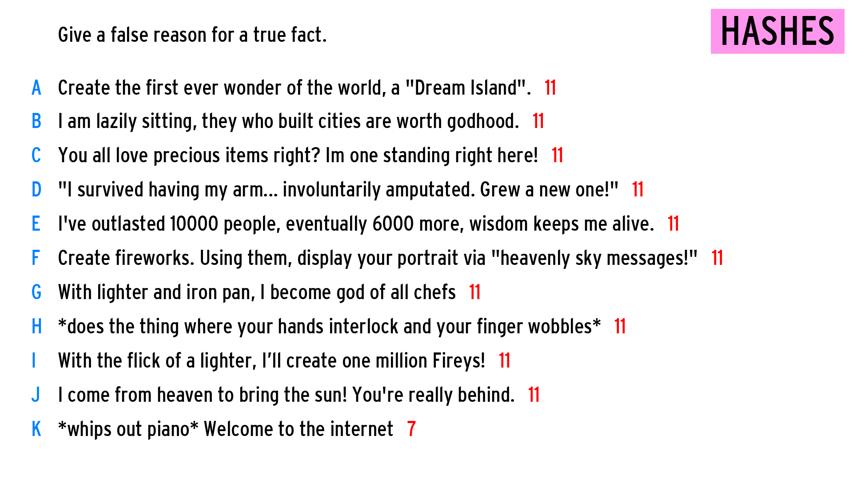 Give a false reason for a true fact.
HASHES
A Create the first ever wonder of the world, a "Dream Island". 11
B I am lazily sitting, they who built cities are worth godhood. 11
C You all love precious items right? Im one standing right here! 11
D "I survived having my arm... involuntarily amputated. Grew a new one!" 11
E I've outlasted 10000 people, eventually 6000 more, wisdom keeps me alive. 11
F Create fireworks. Using them, display your portrait via "heavenly sky messages!" 11
G With lighter and iron pan, I become god of all chefs 11
H *does the thing where your hands interlock and your finger wobbles* 11
I With the flick of a lighter, I’ll create one million Fireys! 11
J I come from heaven to bring the sun! You're really behind. 11
K *whips out piano* Welcome to the internet 7